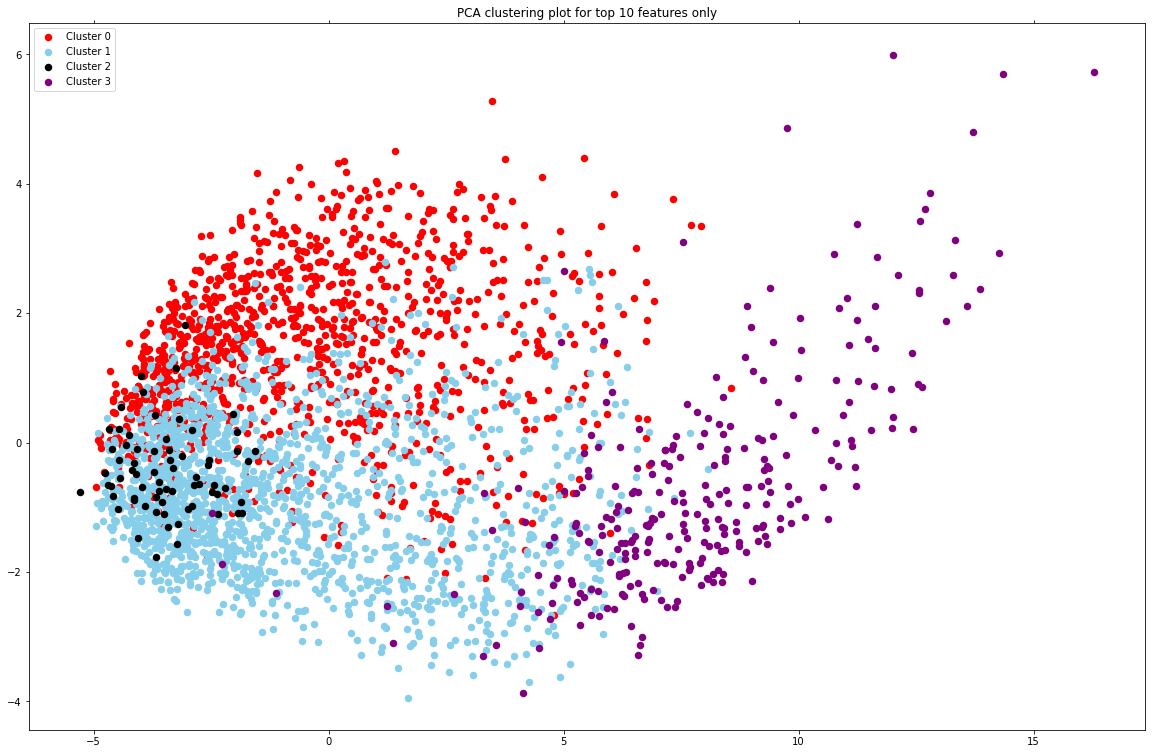 PCA clustering plot for top 10 features only
Cluster 0
Cluster 1
Cluster 2
Cluster 3
6
4
2
0
−2
−4
−5 0 5 10 15